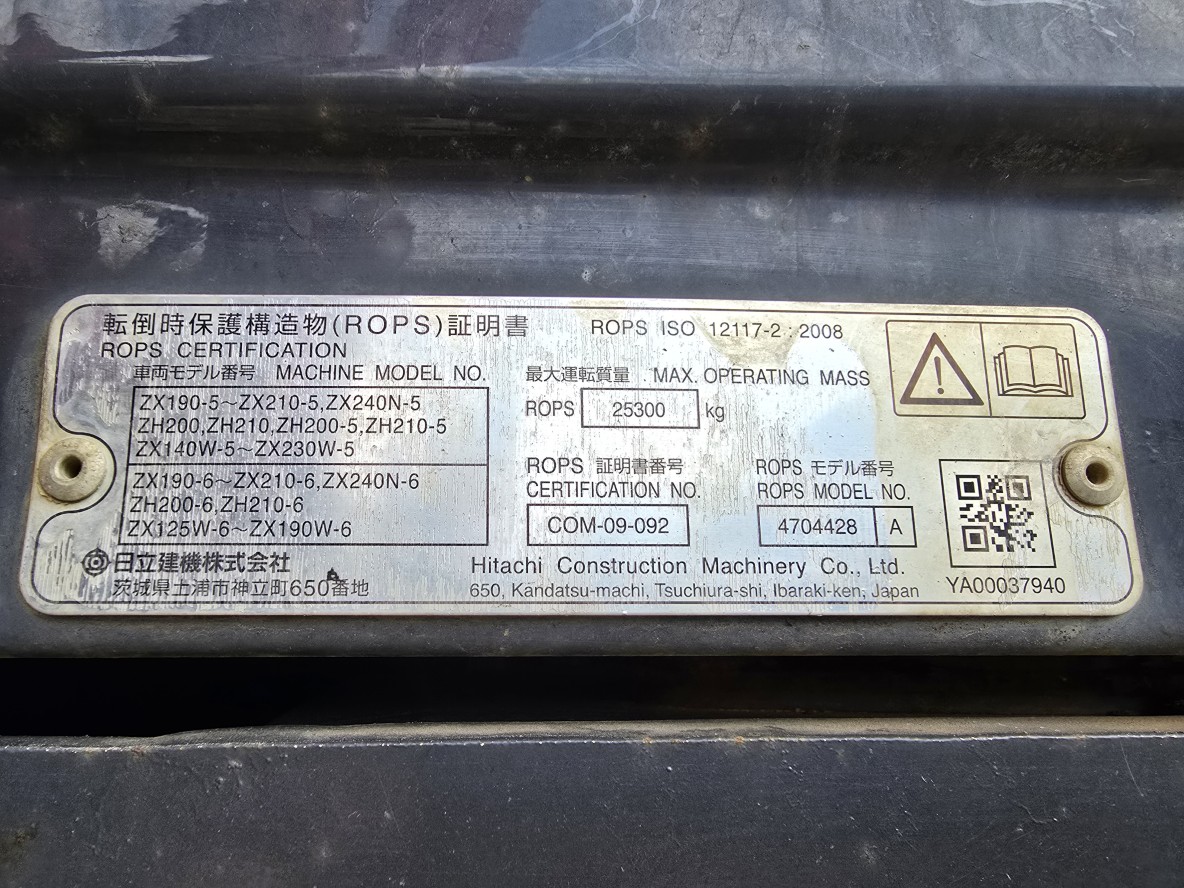 転倒時保護構造物(ROPS)証明書
ROPS CERTIFICATION
ROPS ISO 12117-2 : 2008
車両モデル番号 MACHINE MODEL NO.
ZX190-5～ZX210-5,ZX240N-5
ZH200,ZH210,ZH200-5,ZH210-5
ZX140W-5～ZX230W-5
ZX190-6～ZX210-6,ZX240N-6
ZH200-6,ZH210-6
ZX125W-6～ZX190W-6
最大運転質量 MAX. OPERATING MASS
ROPS 25300 kg
ROPS 証明書番号
CERTIFICATION NO.
COM-09-092
ROPS モデル番号
ROPS MODEL NO.
4704428 A
日立建機株式会社
茨城県土浦市神立町650番地
Hitachi Construction Machinery Co., Ltd.
650, Kandatsu-machi, Tsuchiura-shi, Ibaraki-ken, Japan
YA00037940